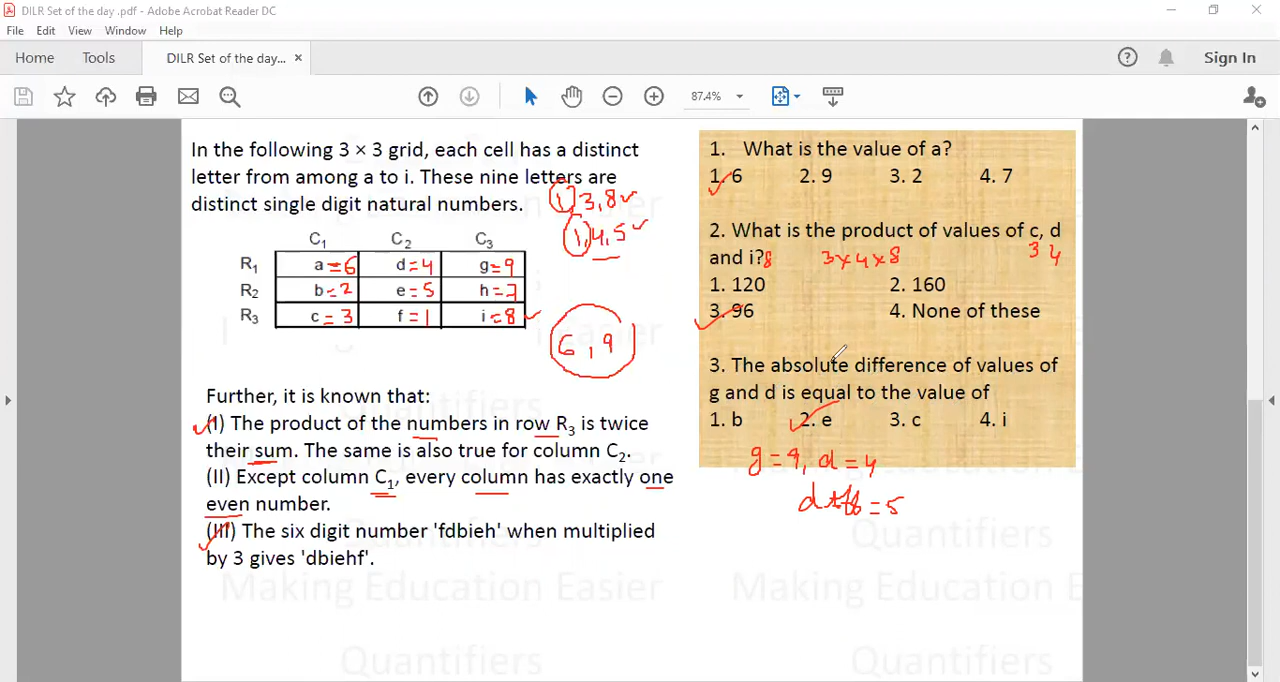 DILR Set of the day .pdf - Adobe Acrobat Reader DC
File Edit View Window Help
Home Tools DILR Set of the day... × Sign In
87.4%
In the following 3 × 3 grid, each cell has a distinct
letter from among a to i. These nine letters are
distinct single digit natural numbers.
1, 3, 8
1, 4, 5
C1 C2 C3
R1 a = 6 d = 4 g = 9
R2 b = 2 e = 5 h = 7
R3 c = 3 f = 1 i = 8
6, 9
Further, it is known that:
(I) The product of the numbers in row R3 is twice
their sum. The same is also true for column C2.
(II) Except column C1, every column has exactly one
even number.
(III) The six digit number 'fdbieh' when multiplied
by 3 gives 'dbiehf'.
1. What is the value of a?
1. 6 2. 9 3. 2 4. 7
2. What is the product of values of c, d
3 4
and i? 8 3 × 4 × 8
1. 120 2. 160
3. 96 4. None of these
3. The absolute difference of values of
g and d is equal to the value of
1. b 2. e 3. c 4. i
g = 9, d = 4
diff = 5
Quantifiers Quantifiers
Making Education Easier Making Education Easier
Quantifiers Quantifiers